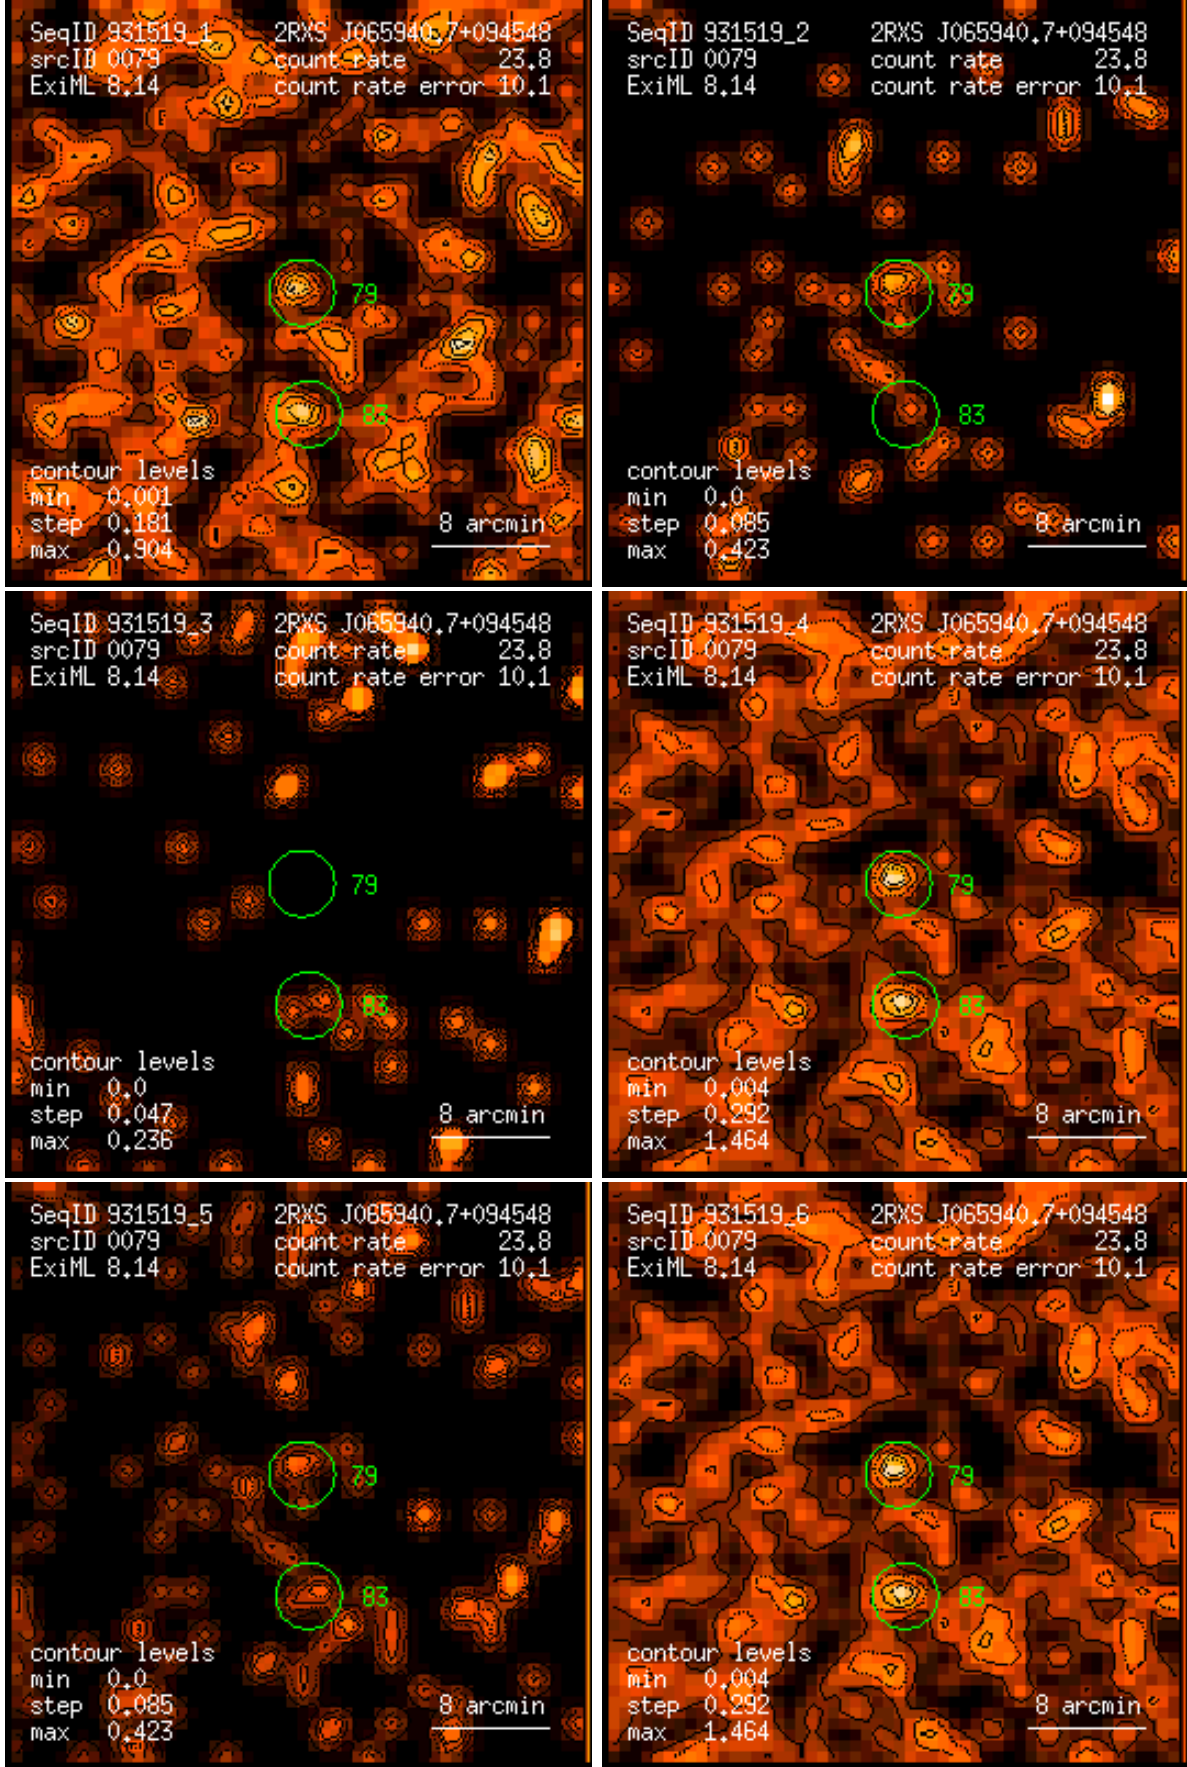 SeqID 931519_1 2RXS J065940.7+094548
srcID 0079 count rate 23.8
ExiML 8.14 count rate error 10.1
79
83
contour levels
min 0.001
step 0.181
max 0.904
8 arcmin
SeqID 931519_2 2RXS J065940.7+094548
srcID 0079 count rate 23.8
ExiML 8.14 count rate error 10.1
79
83
contour levels
min 0.0
step 0.085
max 0.423
8 arcmin
SeqID 931519_3 2RXS J065940.7+094548
srcID 0079 count rate 23.8
ExiML 8.14 count rate error 10.1
79
83
contour levels
min 0.0
step 0.047
max 0.236
8 arcmin
SeqID 931519_4 2RXS J065940.7+094548
srcID 0079 count rate 23.8
ExiML 8.14 count rate error 10.1
79
83
contour levels
min 0.004
step 0.292
max 1.464
8 arcmin
SeqID 931519_5 2RXS J065940.7+094548
srcID 0079 count rate 23.8
ExiML 8.14 count rate error 10.1
79
83
contour levels
min 0.0
step 0.085
max 0.423
8 arcmin
SeqID 931519_6 2RXS J065940.7+094548
srcID 0079 count rate 23.8
ExiML 8.14 count rate error 10.1
79
83
contour levels
min 0.004
step 0.292
max 1.464
8 arcmin